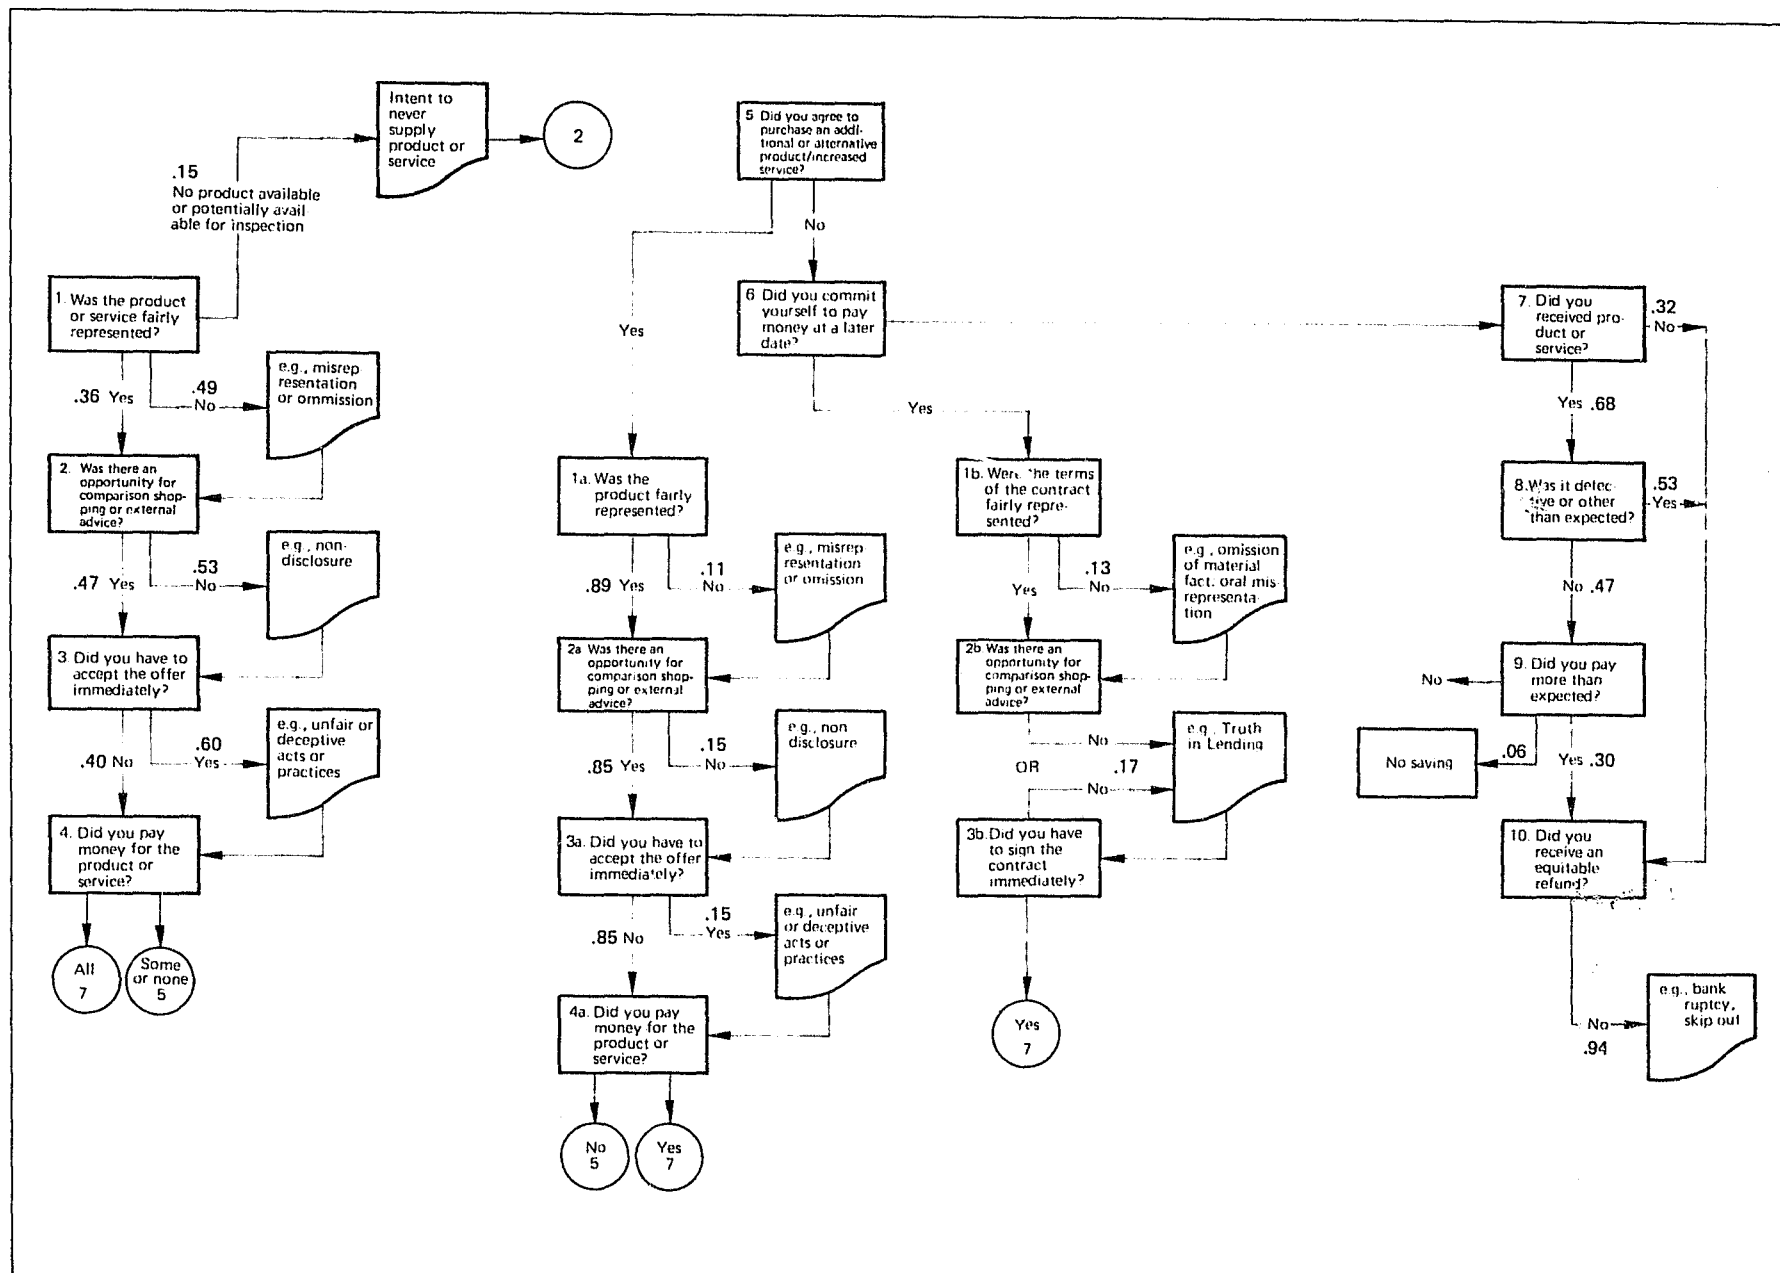 Intent to
never
supply
product or
service
2
.15
No product available
or potentially avail
able for inspection
1. Was the product
or service fairly
represented?
.36 Yes
.49
No
e.g., misrep
resentation
or ommission
2. Was there an
opportunity for
comparison shop-
ping or external
advice?
.47 Yes
.53
No
e.g., non-
disclosure
3. Did you have to
accept the offer
immediately?
.40 No
.60
Yes
e.g., unfair or
deceptive
acts or
practices
4. Did you pay
money for the
product or
service?
All
7
Some
or none
5
5 Did you agree to
purchase an addi-
tional or alternative
product/increased
service?
Yes
No
6 Did you commit
yourself to pay
money at a later
date?
Yes
1a. Was the
product fairly
represented?
.89 Yes
.11
No
e.g., misrep
resentation
or omission
2a Was there an
opportunity for
comparison shop-
ping or external
advice?
.85 Yes
.15
No
e.g., non
disclosure
3a. Did you have to
accept the offer
immediately?
.85 No
.15
Yes
e.g., unfair
or deceptive
acts or
practices
4a. Did you pay
money for the
product or
service?
No
5
Yes
7
1b. Were the terms
of the contract
fairly repre-
sented?
Yes
.13
No
e.g., omission
of material
fact: oral mis-
representa-
tion
2b Was there an
opportunity for
comparison shop-
ping or external
advice?
No
OR
.17
No
e.g., Truth
in Lending
3b. Did you have
to sign the
contract
immediately?
Yes
7
7. Did you
received pro-
duct or
service?
.32
No
Yes .68
8. Was it defec-
tive or other
than expected?
.53
Yes
No .47
9. Did you pay
more than
expected?
No
.06
No saving
Yes .30
10. Did you
receive an
equitable
refund?
No
.94
e.g., bank
ruptcy,
skip out